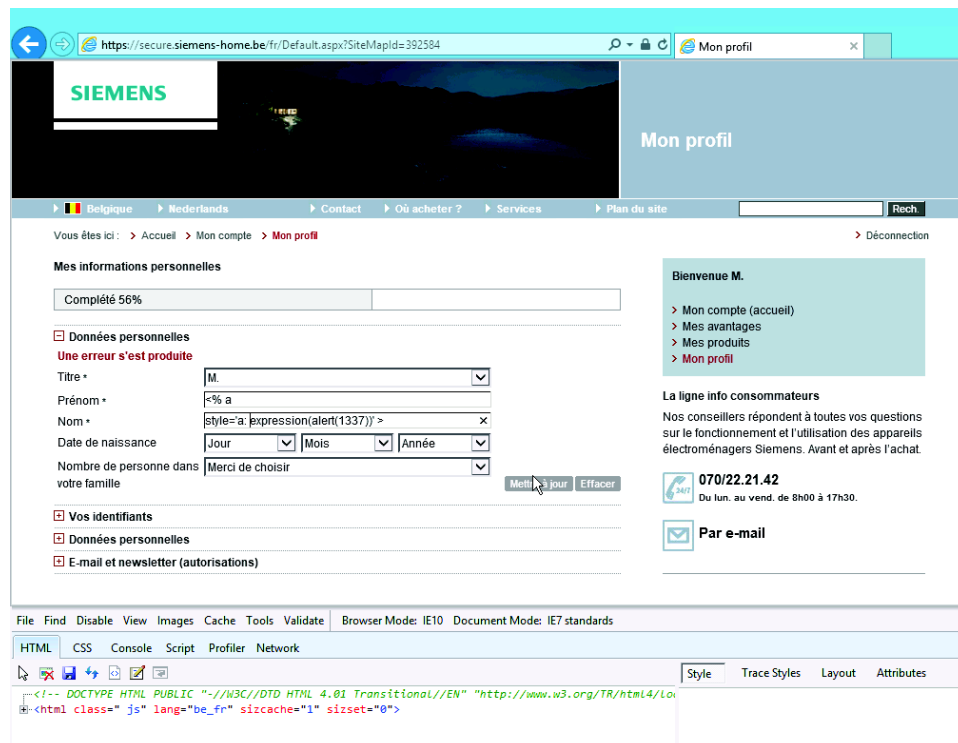 https://secure.siemens-home.be/fr/Default.aspx?SiteMapId=392584
Mon profil
SIEMENS
Mon profil
Belgique Nederlands Contact Où acheter ? Services Plan du site Rech.
Vous êtes ici : Accueil Mon compte Mon profil Déconnection
Mes informations personnelles
Complété 56%
Données personnelles
Une erreur s'est produite
Titre * M.
Prénom * <% a
Nom * style='a: expression(alert(1337))' >
Date de naissance Jour Mois Année
Nombre de personne dans votre famille Merci de choisir
Mettre à jour Effacer
Vos identifiants
Données personnelles
E-mail et newsletter (autorisations)
Bienvenue M.
Mon compte (accueil)
Mes avantages
Mes produits
Mon profil
La ligne info consommateurs
Nos conseillers répondent à toutes vos questions
sur le fonctionnement et l'utilisation des appareils
électroménagers Siemens. Avant et après l'achat.
24/7
070/22.21.42
Du lun. au vend. de 8h00 à 17h30.
Par e-mail
File Find Disable View Images Cache Tools Validate Browser Mode: IE10 Document Mode: IE7 standards
HTML CSS Console Script Profiler Network
Style Trace Styles Layout Attributes
<!-- DOCTYPE HTML PUBLIC "-//W3C//DTD HTML 4.01 Transitional//EN" "http://www.w3.org/TR/html4/
<html class=" js" lang="be_fr" sizcache="1" sizset="0">